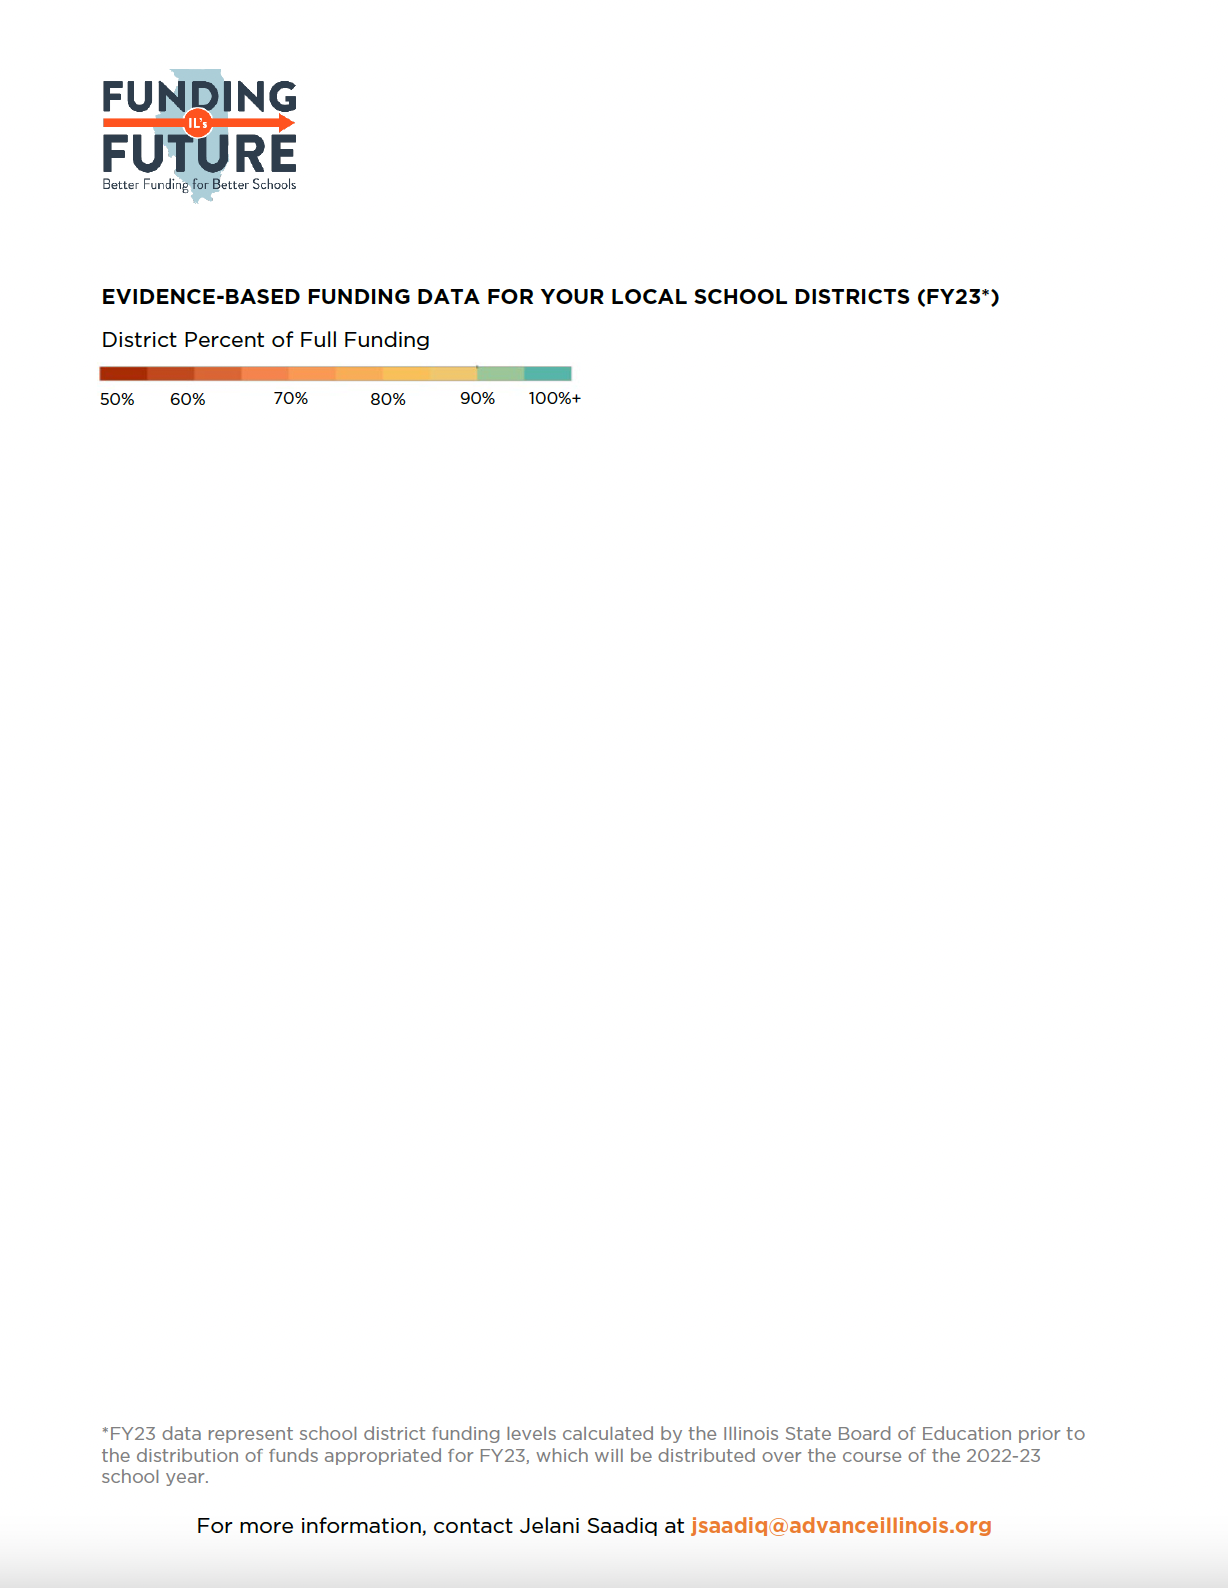 FUNDING
IL's
FUTURE
Better Funding for Better Schools
EVIDENCE-BASED FUNDING DATA FOR YOUR LOCAL SCHOOL DISTRICTS (FY23*)
District Percent of Full Funding
50% 60% 70% 80% 90% 100%+
*FY23 data represent school district funding levels calculated by the Illinois State Board of Education prior to
the distribution of funds appropriated for FY23, which will be distributed over the course of the 2022-23
school year.
For more information, contact Jelani Saadiq at jsaadiq@advanceillinois.org